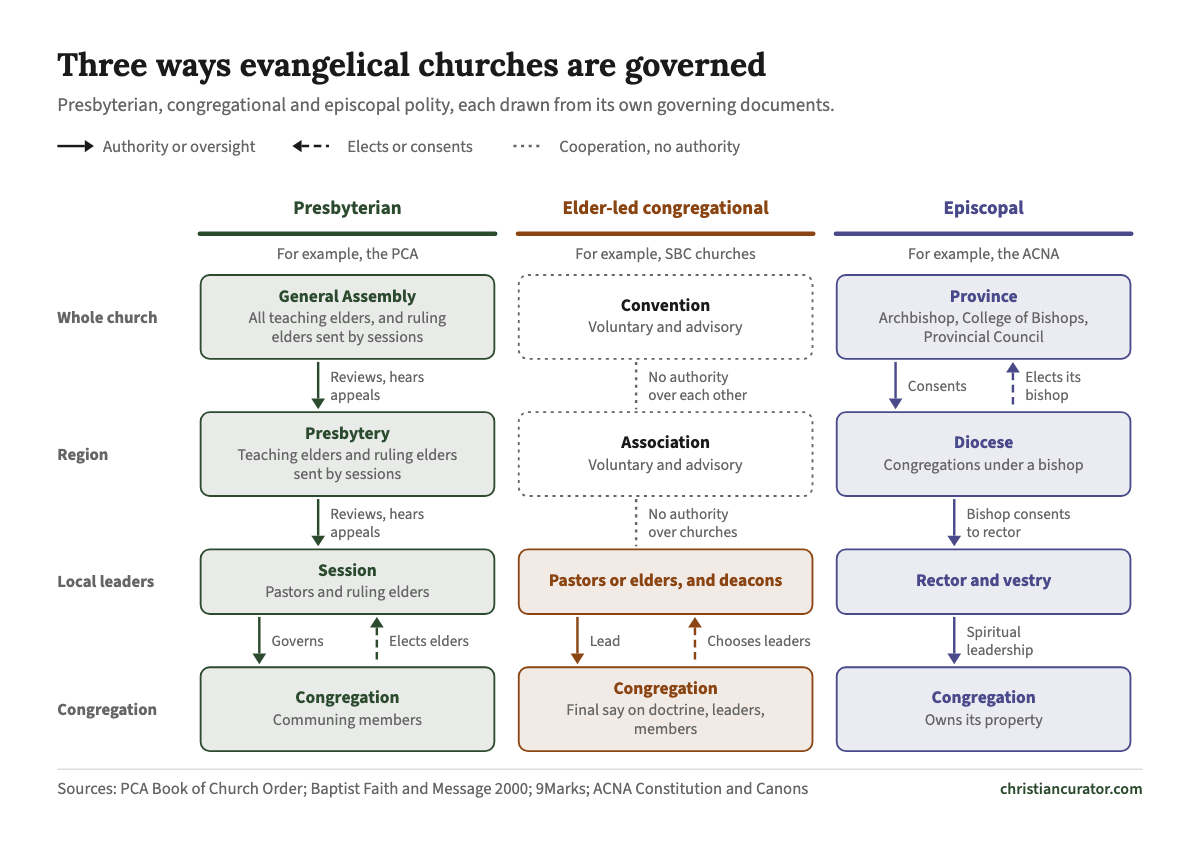 Three ways evangelical churches are governed
Presbyterian, congregational and episcopal polity, each drawn from its own governing documents.
Authority or oversight
Elects or consents
Cooperation, no authority
Presbyterian
Elder-led congregational
Episcopal
For example, the PCA
For example, SBC churches
For example, the ACNA
Whole church
General Assembly
All teaching elders, and ruling
elders sent by sessions
Convention
Voluntary and advisory
Province
Archbishop, College of Bishops,
Provincial Council
Reviews, hears
appeals
No authority
over each other
Consents
Elects its
bishop
Region
Presbytery
Teaching elders and ruling elders
sent by sessions
Association
Voluntary and advisory
Diocese
Congregations under a bishop
Reviews, hears
appeals
No authority
over churches
Bishop consents
to rector
Local leaders
Session
Pastors and ruling elders
Pastors or elders, and deacons
Rector and vestry
Governs
Elects elders
Lead
Chooses leaders
Spiritual
leadership
Congregation
Congregation
Communing members
Congregation
Final say on doctrine, leaders,
members
Congregation
Owns its property
Sources: PCA Book of Church Order; Baptist Faith and Message 2000; 9Marks; ACNA Constitution and Canons
christiancurator.com